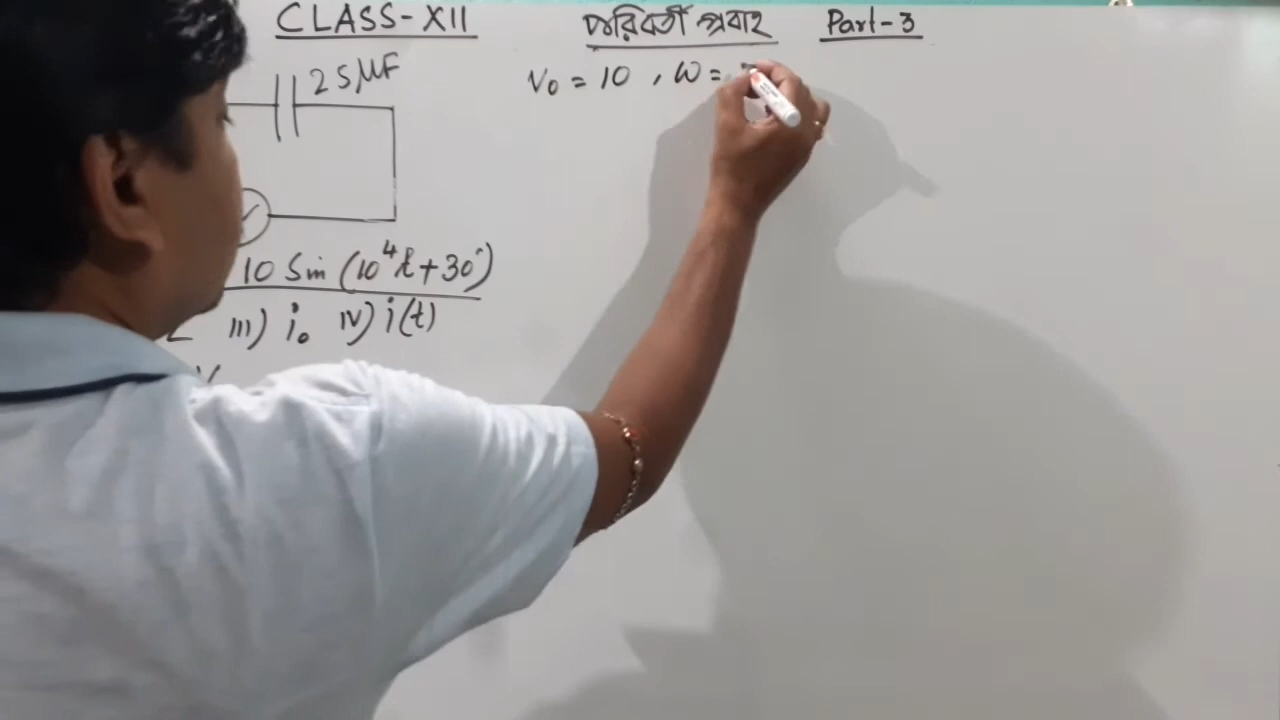 CLASS-XII
পরিবর্তী প্রবাহ
Part-3
25μF
V₀ = 10 , ω =
10 Sin (10⁴t+30°)
III) i₀ IV) i(t)